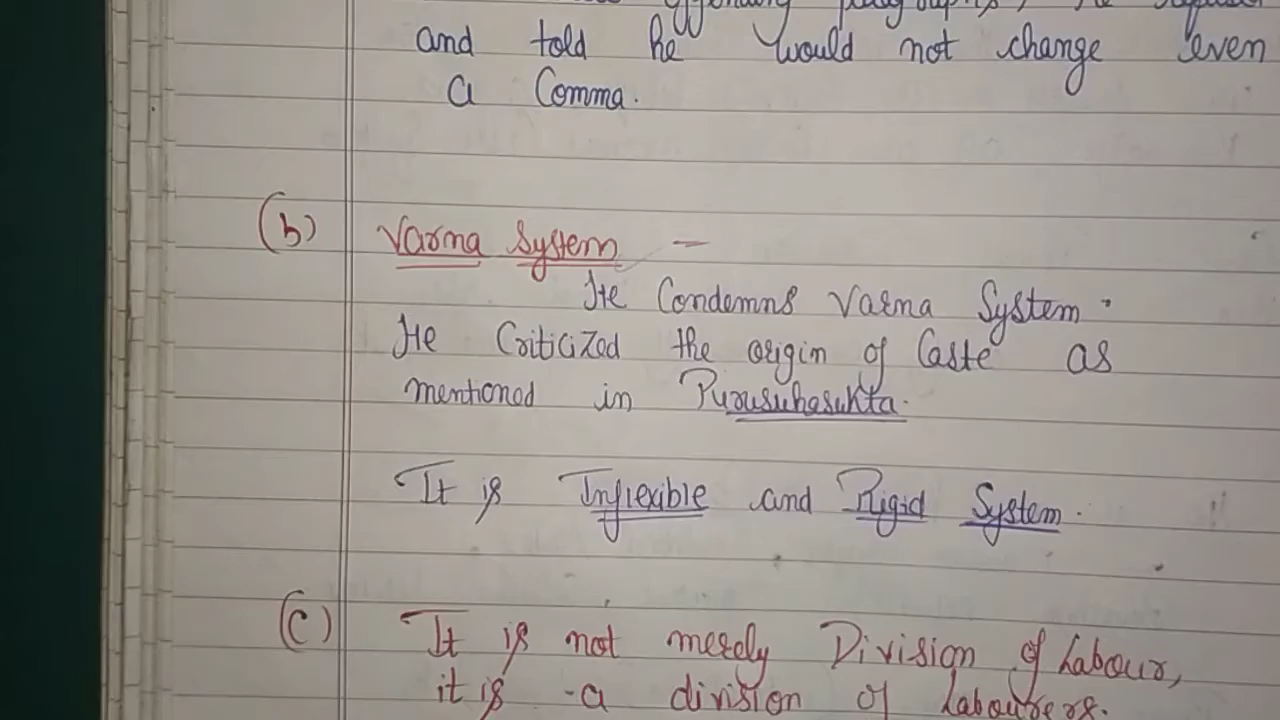 and told he would not change even
a Comma.
(b) Varna System —
He Condemns Varna System.
He Criticized the origin of Caste as
mentioned in Purusuhasukta.
It is Inflexible and Rigid System.
(c) It is not merely Division of Labour,
it is a division of labourers.